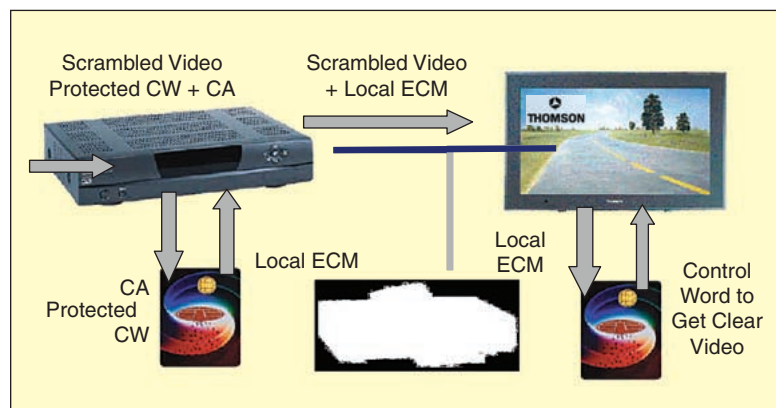 Scrambled Video
Protected CW + CA
Scrambled Video
+ Local ECM
THOMSON
Local ECM
CA
Protected
CW
Local
ECM
Control
Word to
Get Clear
Video